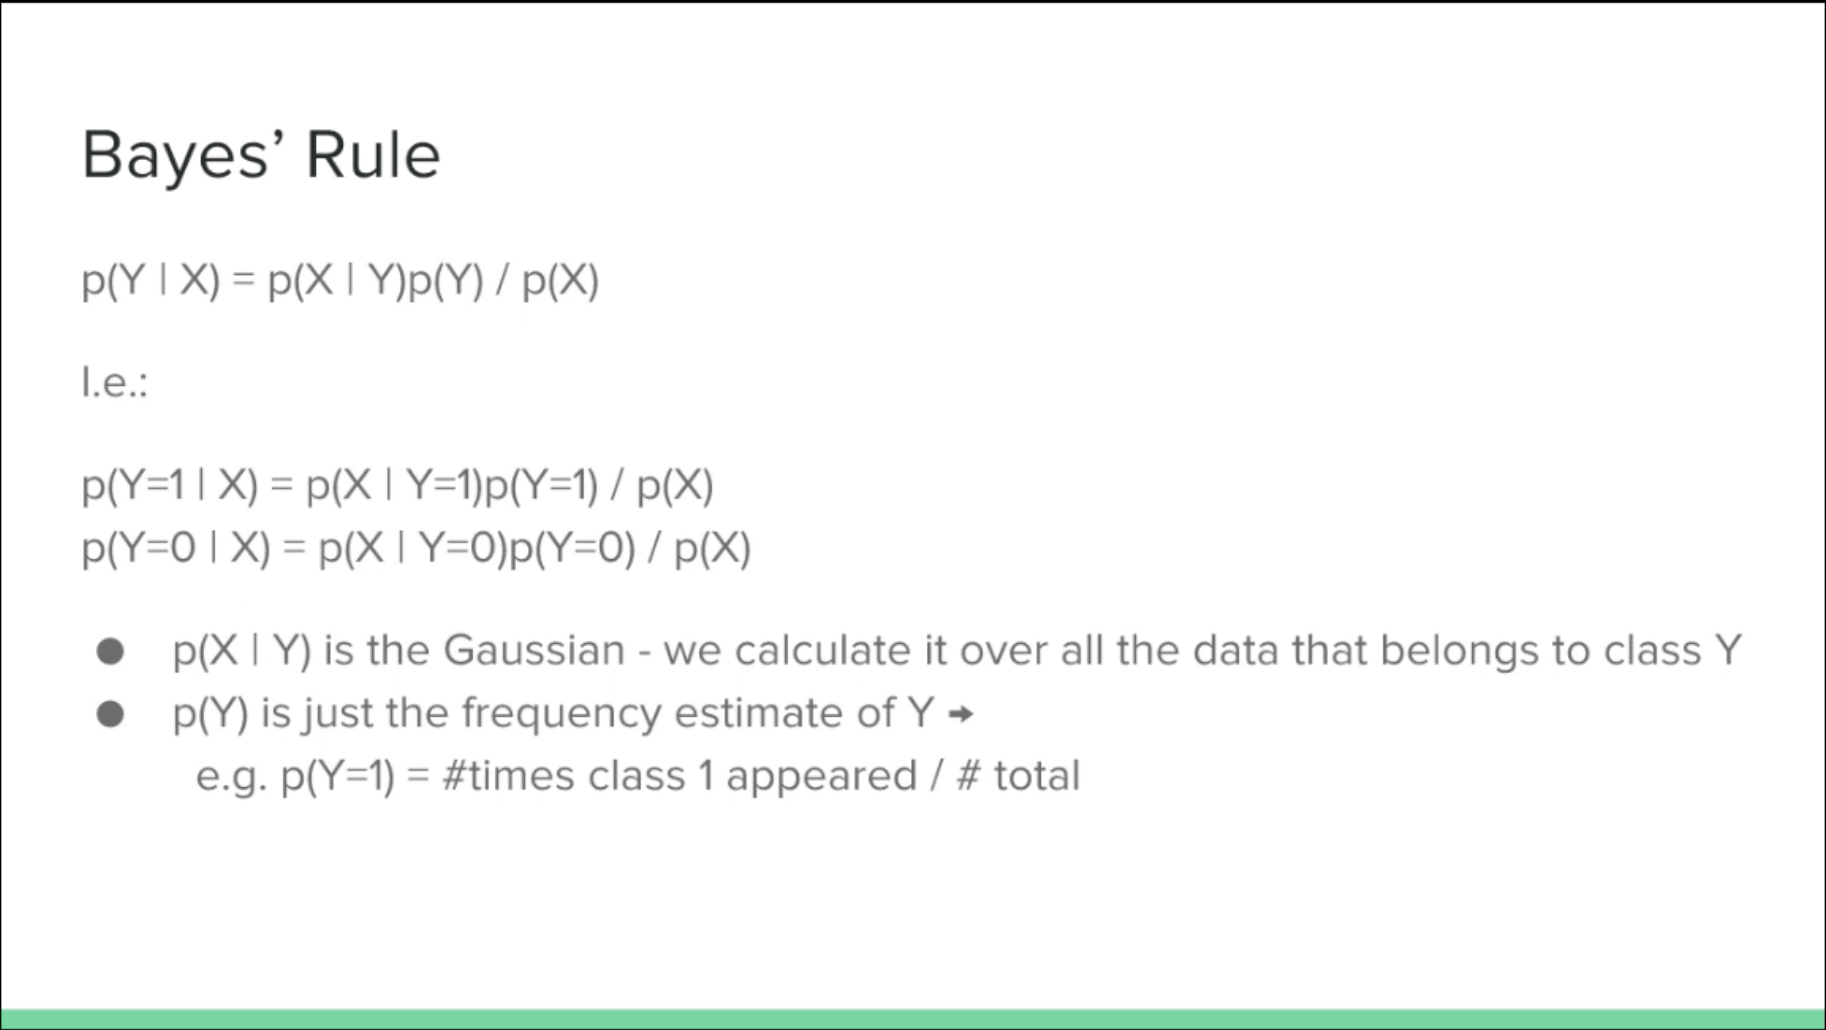 Bayes’ Rule
p(Y | X) = p(X | Y)p(Y) / p(X)
I.e.:
p(Y=1 | X) = p(X | Y=1)p(Y=1) / p(X)
p(Y=0 | X) = p(X | Y=0)p(Y=0) / p(X)
● p(X | Y) is the Gaussian - we calculate it over all the data that belongs to class Y
● p(Y) is just the frequency estimate of Y →
e.g. p(Y=1) = #times class 1 appeared / # total